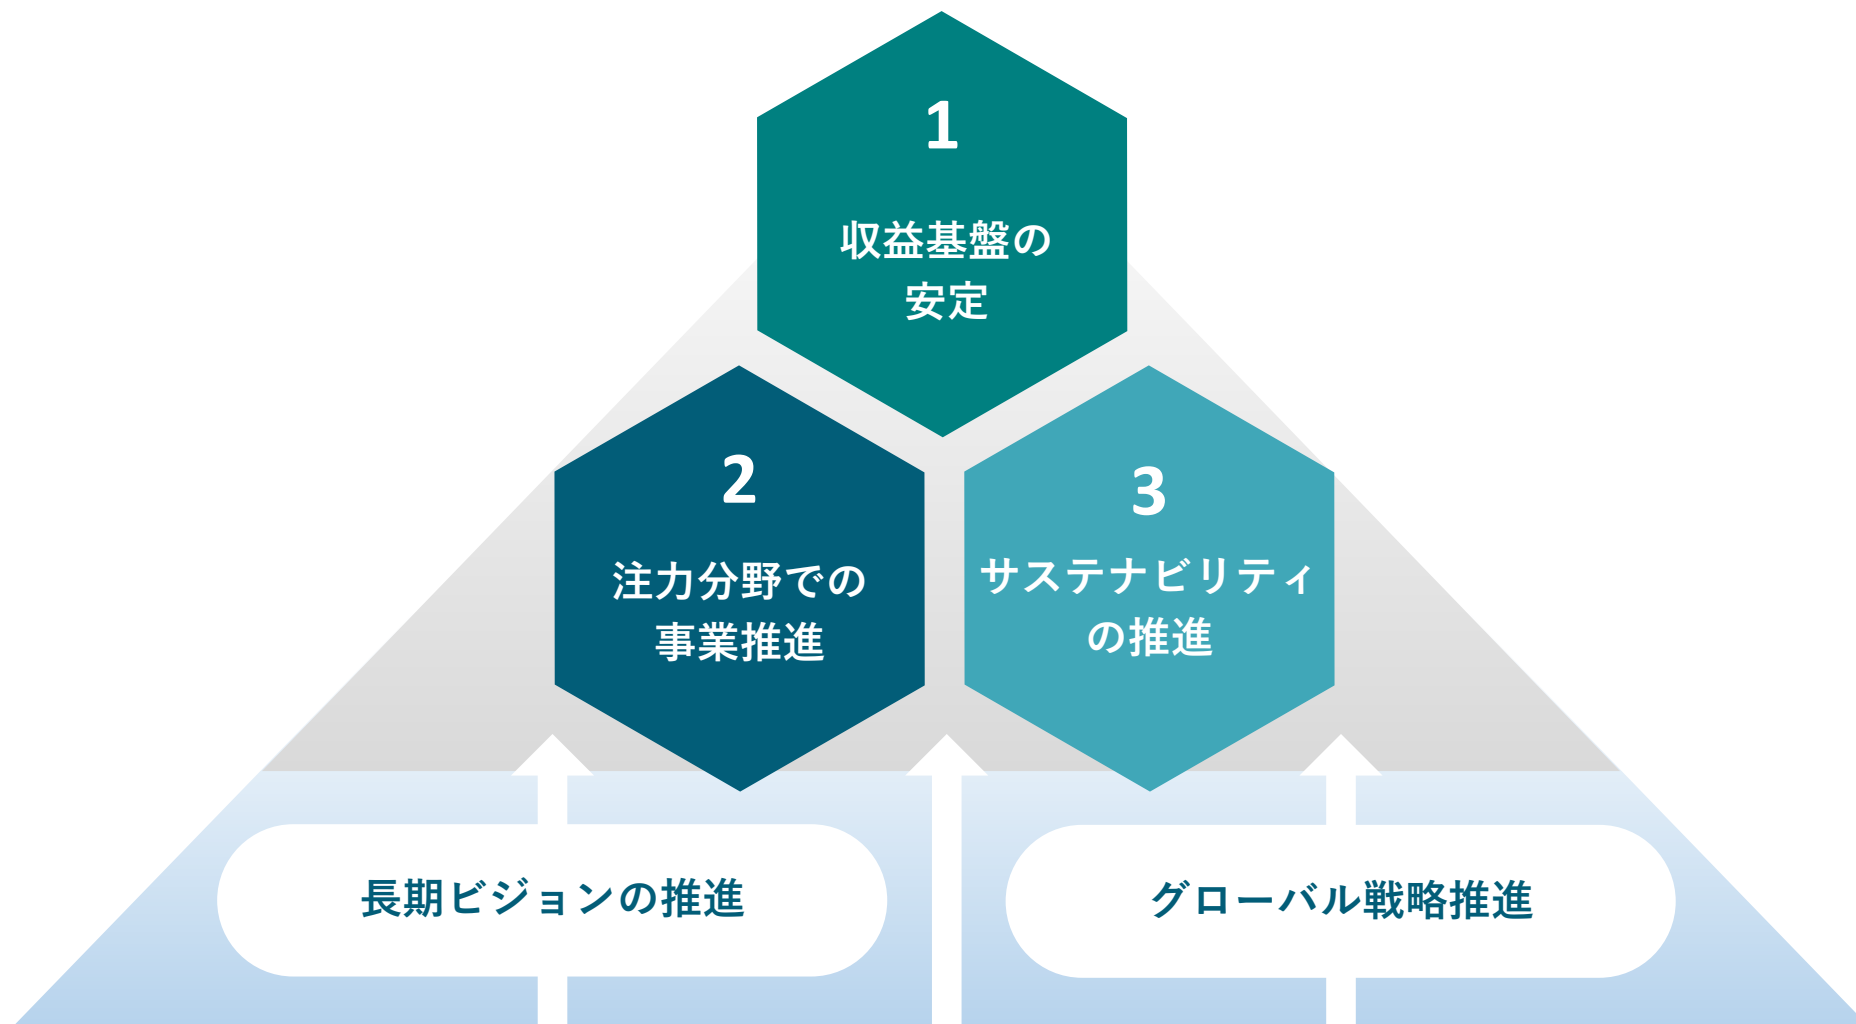 1
収益基盤の
安定
2
注力分野での
事業推進
3
サステナビリティ
の推進
長期ビジョンの推進
グローバル戦略推進